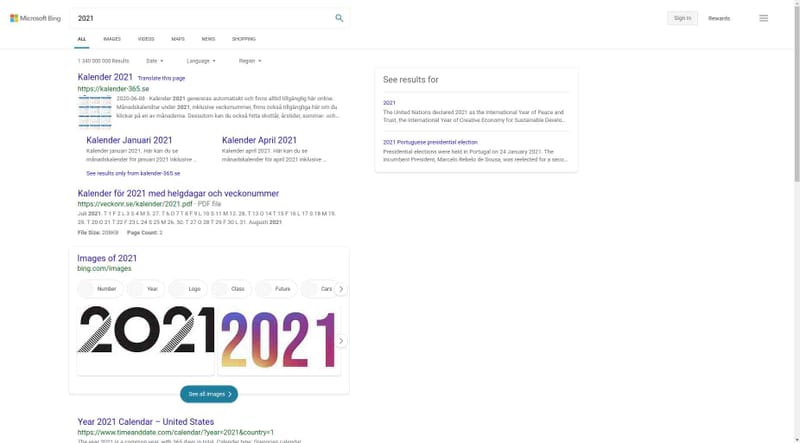 Microsoft Bing
2021
Sign in
Rewards
ALL
IMAGES
VIDEOS
MAPS
NEWS
SHOPPING
1 340 000 000 Results
Date
Language
Region
Kalender 2021
Translate this page
https://kalender-365.se
2020-06-08 · Kalender 2021 genereras automatiskt och finns alltid tillgänglig här online.
Månadskalendrar under 2021, inklusive veckonummer, finns också tillgängliga här om du
klickar på en av månaderna. Dessutom kan du också hitta skottår, årstider, sommar- och...
Kalender Januari 2021
Kalender januari 2021. Här kan du se
månadskalender för januari 2021 inklusive ...
Kalender April 2021
Kalender april 2021. Här kan du se
månadskalender för april 2021 inklusive ...
See results only from kalender-365.se
Kalender för 2021 med helgdagar och veckonummer
https://veckonr.se/kalender/2021.pdf · PDF file
Juli 2021. T 1 F 2 L 3 S 4 M 5. 27. T 6 O 7 T 8 F 9 L 10 S 11 M 12. 28. T 13 O 14 T 15 F 16 L 17 S 18 M 19.
29. T 20 O 21 T 22 F 23 L 24 S 25 M 26. 30. T 27 O 28 T 29 F 30 L 31. Augusti 2021
File Size: 208KB
Page Count: 2
Images of 2021
bing.com/images
Number
Year
Logo
Class
Future
Cars
2021
2021
See all images
Year 2021 Calendar – United States
https://www.timeanddate.com/calendar/?year=2021&country=1
The year 2021 is a common year, with 365 days in total. Calendar type: Gregorian calendar
See results for
2021
The United Nations declared 2021 as the International Year of Peace and
Trust, the International Year of Creative Economy for Sustainable Develo...
2021 Portuguese presidential election
Presidential elections were held in Portugal on 24 January 2021. The
incumbent President, Marcelo Rebelo de Sousa, was reelected for a seco...